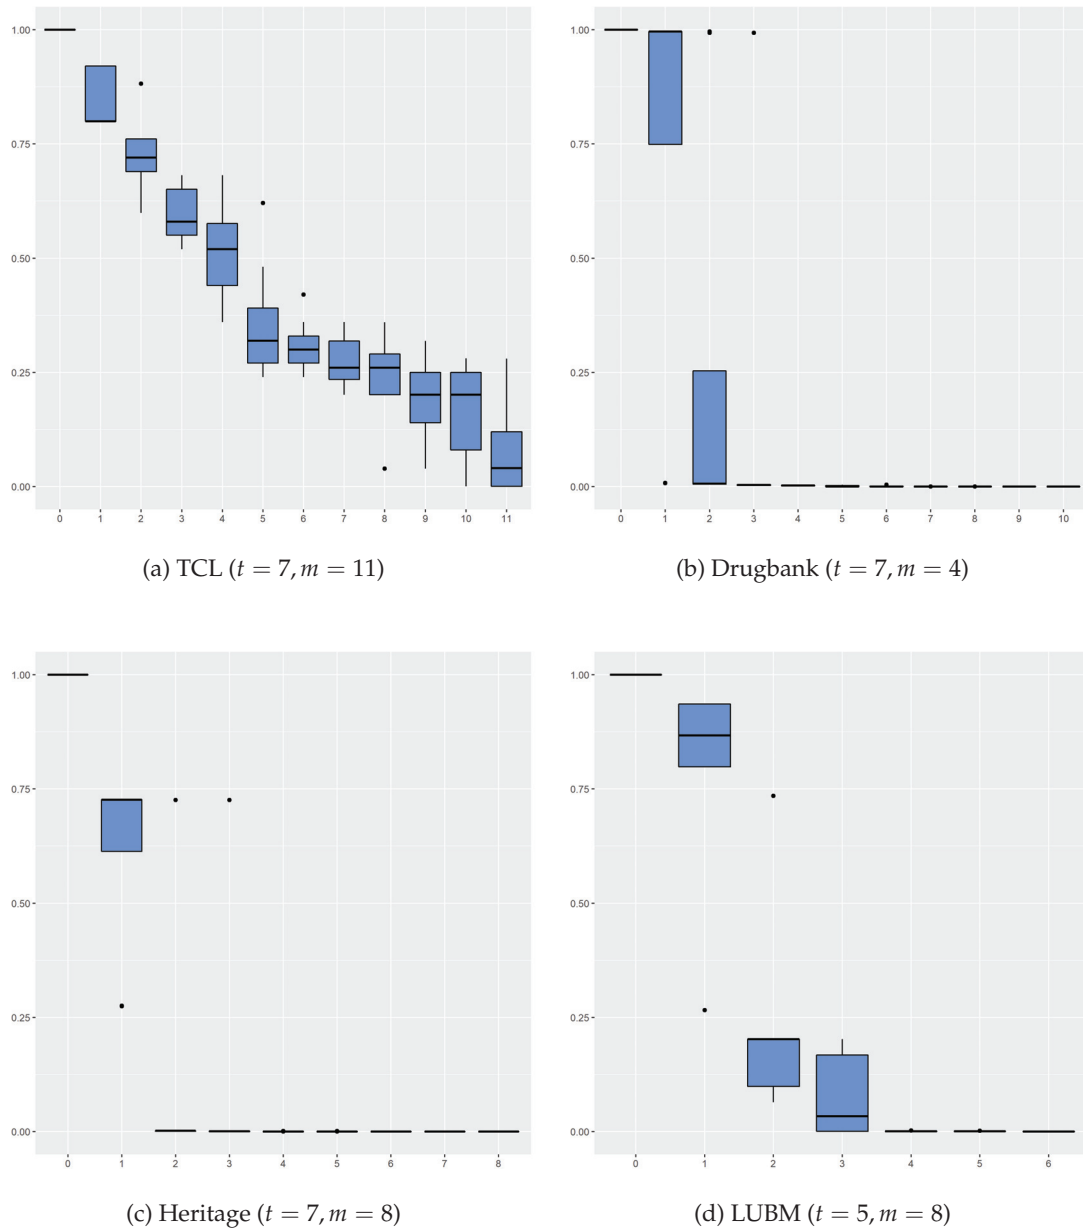 1.00
0.75
0.50
0.25
0.00
0 1 2 3 4 5 6 7 8 9 10 11
(a) TCL (t = 7, m = 11)
1.00
0.75
0.50
0.25
0.00
0 1 2 3 4 5 6 7 8 9 10
(b) Drugbank (t = 7, m = 4)
1.00
0.75
0.50
0.25
0.00
0 1 2 3 4 5 6 7 8
(c) Heritage (t = 7, m = 8)
1.00
0.75
0.50
0.25
0.00
0 1 2 3 4 5 6
(d) LUBM (t = 5, m = 8)